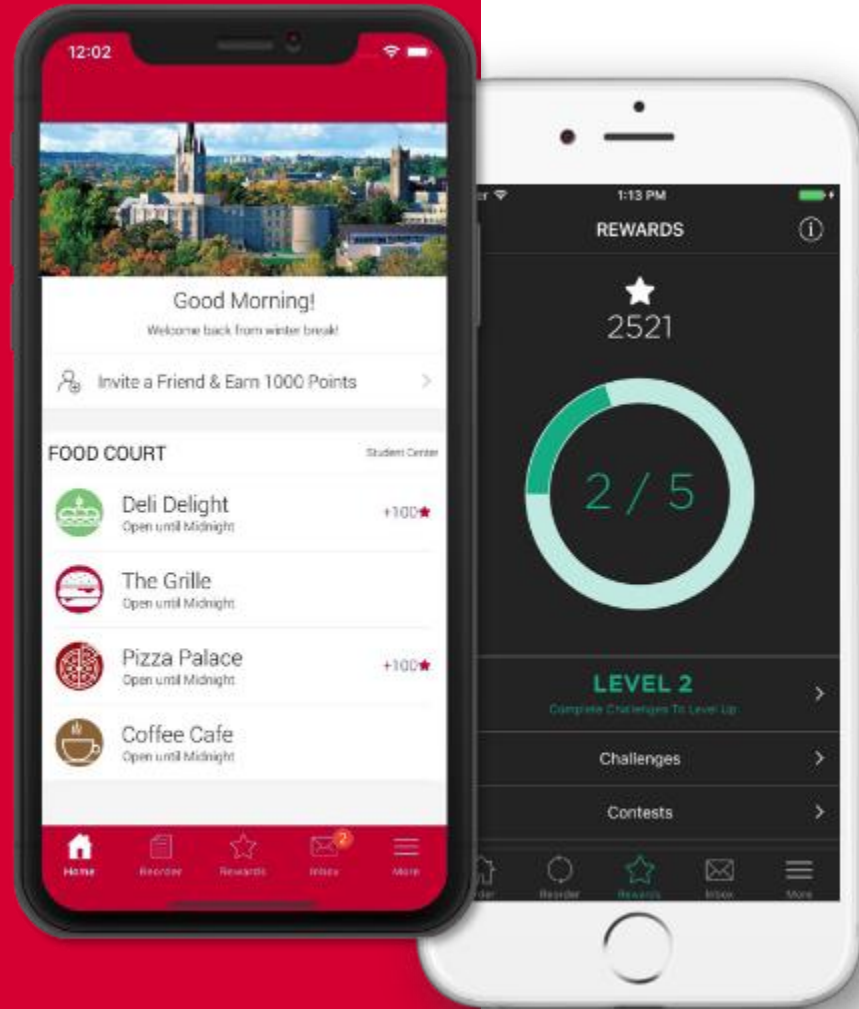 12:02
Good Morning!
Welcome back from winter break!
Invite a Friend & Earn 1000 Points
FOOD COURT
Student Center
Deli Delight
+100
Open until Midnight
The Grille
Open until Midnight
Pizza Palace
+100
Open until Midnight
Coffee Cafe
Open until Midnight
2
Home
Reorder
Rewards
Inbox
More
1:13 PM
REWARDS
2521
2 / 5
LEVEL 2
Complete Challenges To Level Up
Challenges
Contests
Reorder
Rewards
Inbox
More